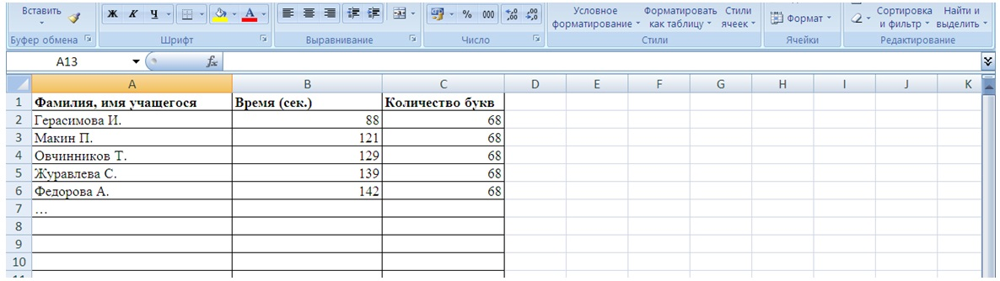 Вставить
Ж К Ч
А
% 000
Условное форматирование
Форматировать как таблицу
Стили ячеек
Формат
Сортировка и фильтр
Найти и выделить
Буфер обмена Шрифт Выравнивание Число Стили Ячейки Редактирование
A13 fx
A B C D E F G H I J K
1 Фамилия, имя учащегося Время (сек.) Количество букв
2 Герасимова И. 88 68
3 Макин П. 121 68
4 Овчинников Т. 129 68
5 Журавлева С. 139 68
6 Федорова А. 142 68
7 …
8
9
10